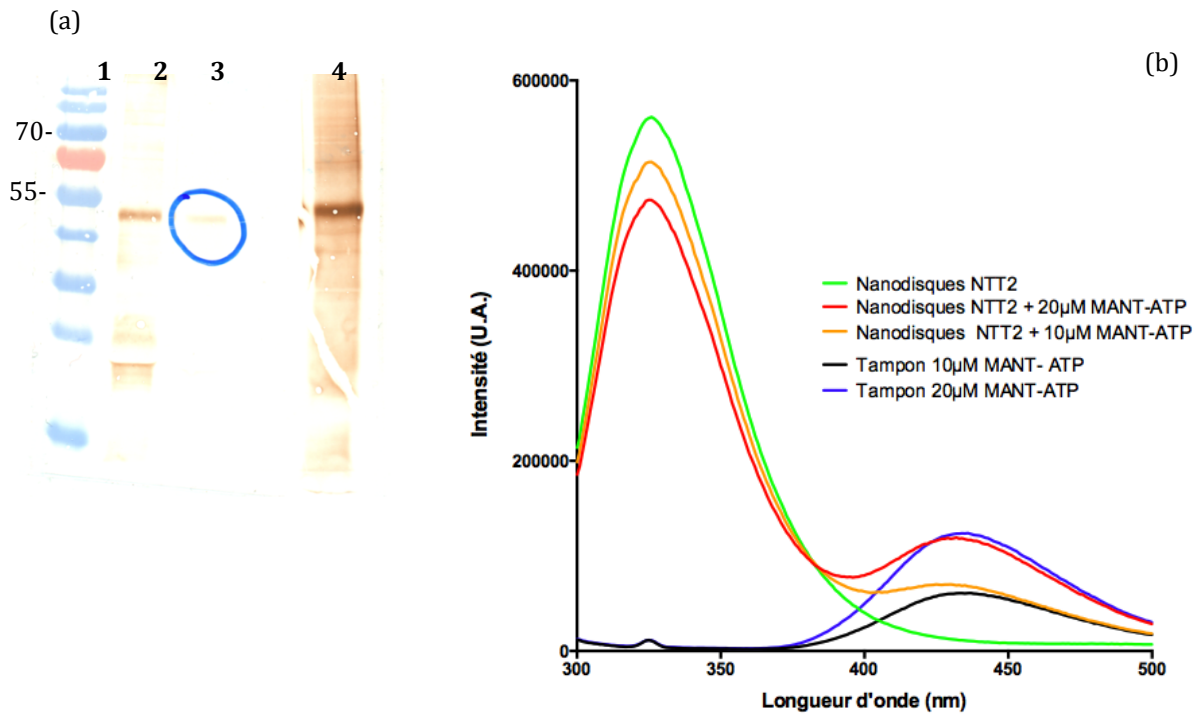 (a)
1 2 3 4
70-
55-
(b)
600000
400000
200000
0
300 350 400 450 500
Intensité (U.A.)
Longueur d'onde (nm)
Nanodisques NTT2
Nanodisques NTT2 + 20µM MANT-ATP
Nanodisques NTT2 + 10µM MANT-ATP
Tampon 10µM MANT- ATP
Tampon 20µM MANT-ATP